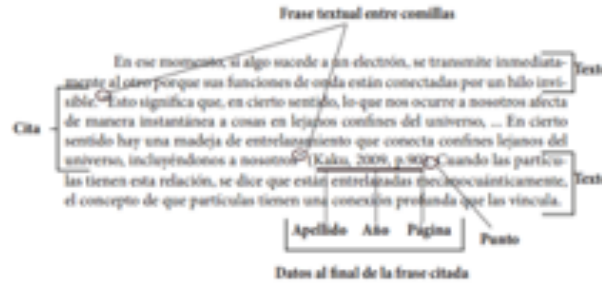 Frase textual entre comillas
En ese momento, si algo sucede a un electrón, se transmite inmediata-
mente al otro porque sus funciones de onda están conectadas por un hilo invi-
sible. "Esto significa que, en cierto sentido, lo que nos ocurre a nosotros afecta
de manera instantánea a cosas en lejanos confines del universo, ... En cierto
sentido hay una madeja de entrelazamiento que conecta confines lejanos del
universo, incluyéndonos a nosotros" (Kaku, 2009, p.90). Cuando las partícu-
las tienen esta relación, se dice que están entrelazadas mecanocuánticamente,
el concepto de que partículas tienen una conexión profunda que las vincula.
Cita
Text
Text
Apellido Año Página
Punto
Datos al final de la frase citada